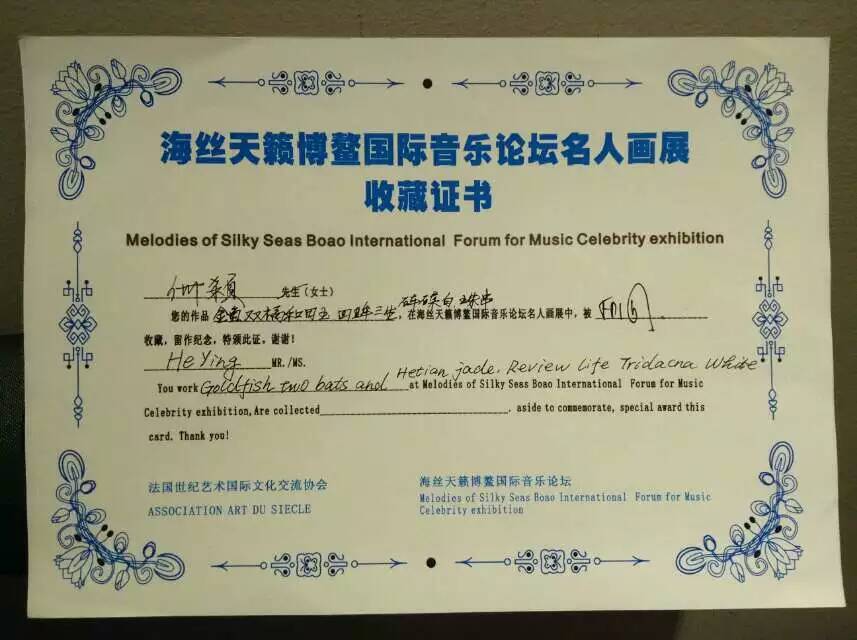 海丝天籁博鳌国际音乐论坛名人画展
收藏证书
Melodies of Silky Seas Boao International Forum for Music Celebrity exhibition
先生（女士）
您的作品 双 和田玉 三生 砗磲白 珠串，在海丝天籁博鳌国际音乐论坛名人画展中，被
收藏，留作纪念，特颁此证，谢谢！
He Ying MR./MS.
You work Goldfish two bats and Hetian jade. Review Life Tridacna White at Melodies of Silky Seas Boao International Forum for Music
Celebrity exhibition, Are collected . aside to commemorate, special award this
card. Thank you!
法国世纪艺术国际文化交流协会
ASSOCIATION ART DU SIECLE
海丝天籁博鳌国际音乐论坛
Melodies of Silky Seas Boao International Forum for Music
Celebrity exhibition